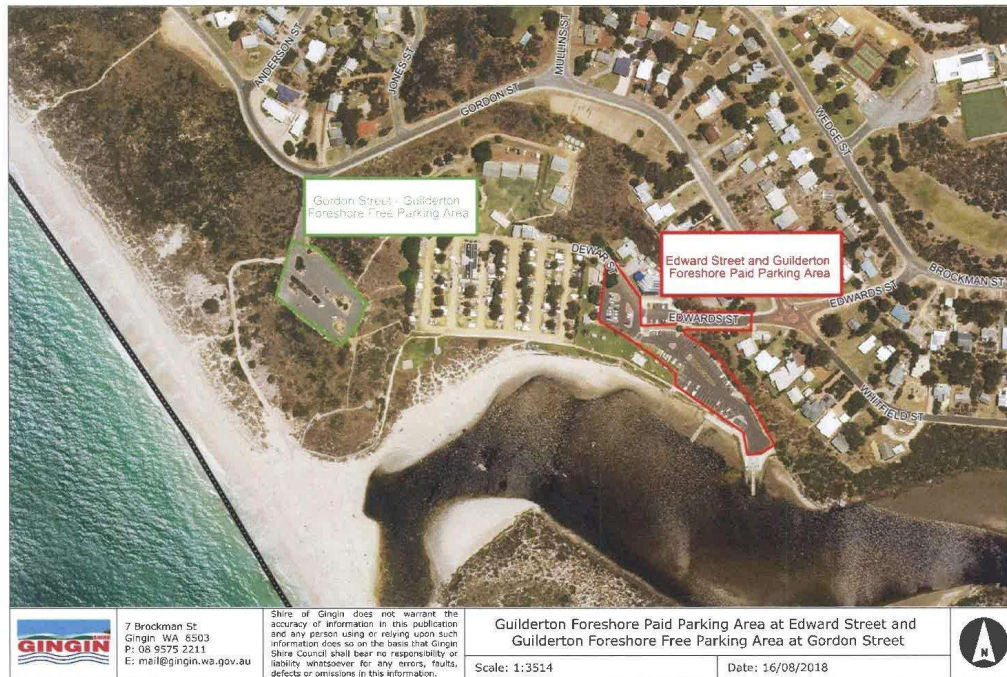 ANDERSON ST
JONES ST
MULLINS ST
GORDON ST
WEDGE ST
Gordon Street - Guilderton
Foreshore Free Parking Area
DEWAR ST
Edward Street and Guilderton
Foreshore Paid Parking Area
BROCKMAN ST
EDWARDS ST
EDWARDS ST
WHITFIELD ST
SHIRE OF
GINGIN
7 Brockman St
Gingin WA 6503
P: 08 9575 2211
E: mail@gingin.wa.gov.au
Shire of Gingin does not warrant the
accuracy of information in this publication
and any person using or relying upon such
information does so on the basis that Gingin
Shire Council shall bear no responsibility or
liability whatsoever for any errors, faults,
defects or omissions in this information.
Guilderton Foreshore Paid Parking Area at Edward Street and
Guilderton Foreshore Free Parking Area at Gordon Street
Scale: 1:3514
Date: 16/08/2018
N